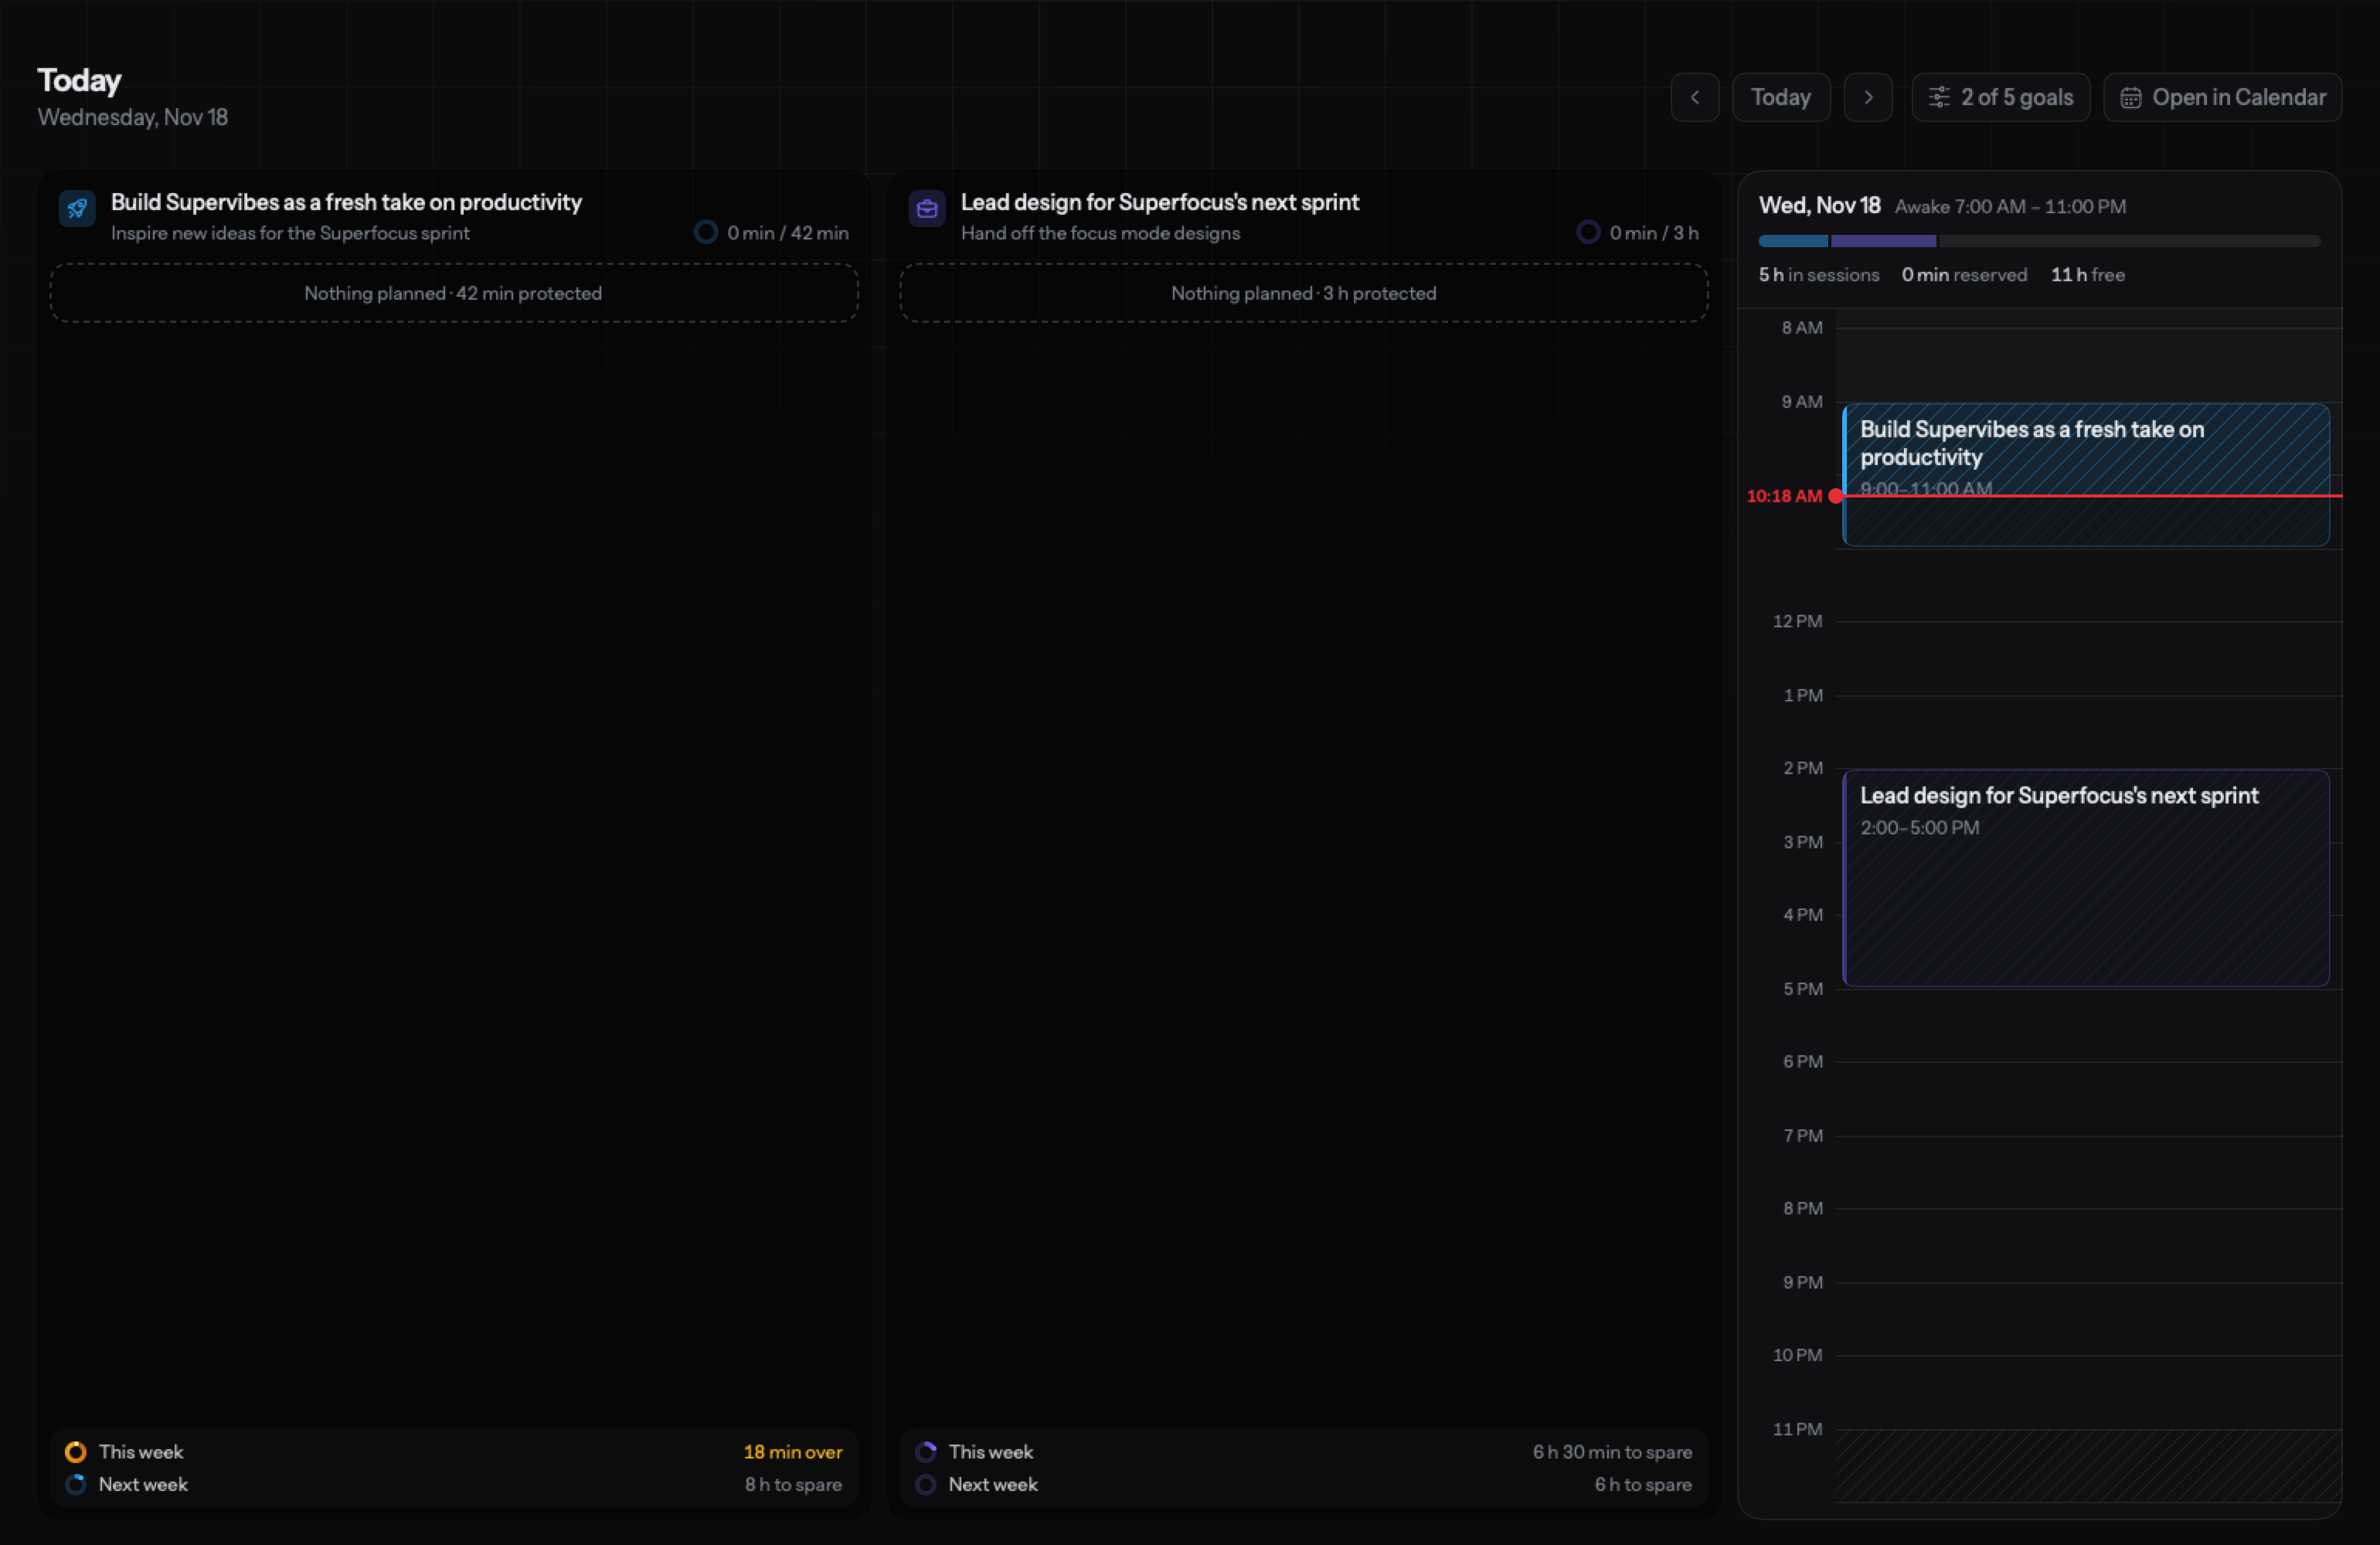 Today
Wednesday, Nov 18
Today
2 of 5 goals
Open in Calendar
Build Supervibes as a fresh take on productivity
Inspire new ideas for the Superfocus sprint
0 min / 42 min
Nothing planned · 42 min protected
This week
18 min over
Next week
8 h to spare
Lead design for Superfocus's next sprint
Hand off the focus mode designs
0 min / 3 h
Nothing planned · 3 h protected
This week
6 h 30 min to spare
Next week
6 h to spare
Wed, Nov 18 Awake 7:00 AM – 11:00 PM
5 h in sessions 0 min reserved 11 h free
8 AM
9 AM
Build Supervibes as a fresh take on
productivity
9:00–11:00 AM
10:18 AM
12 PM
1 PM
2 PM
Lead design for Superfocus's next sprint
2:00–5:00 PM
3 PM
4 PM
5 PM
6 PM
7 PM
8 PM
9 PM
10 PM
11 PM